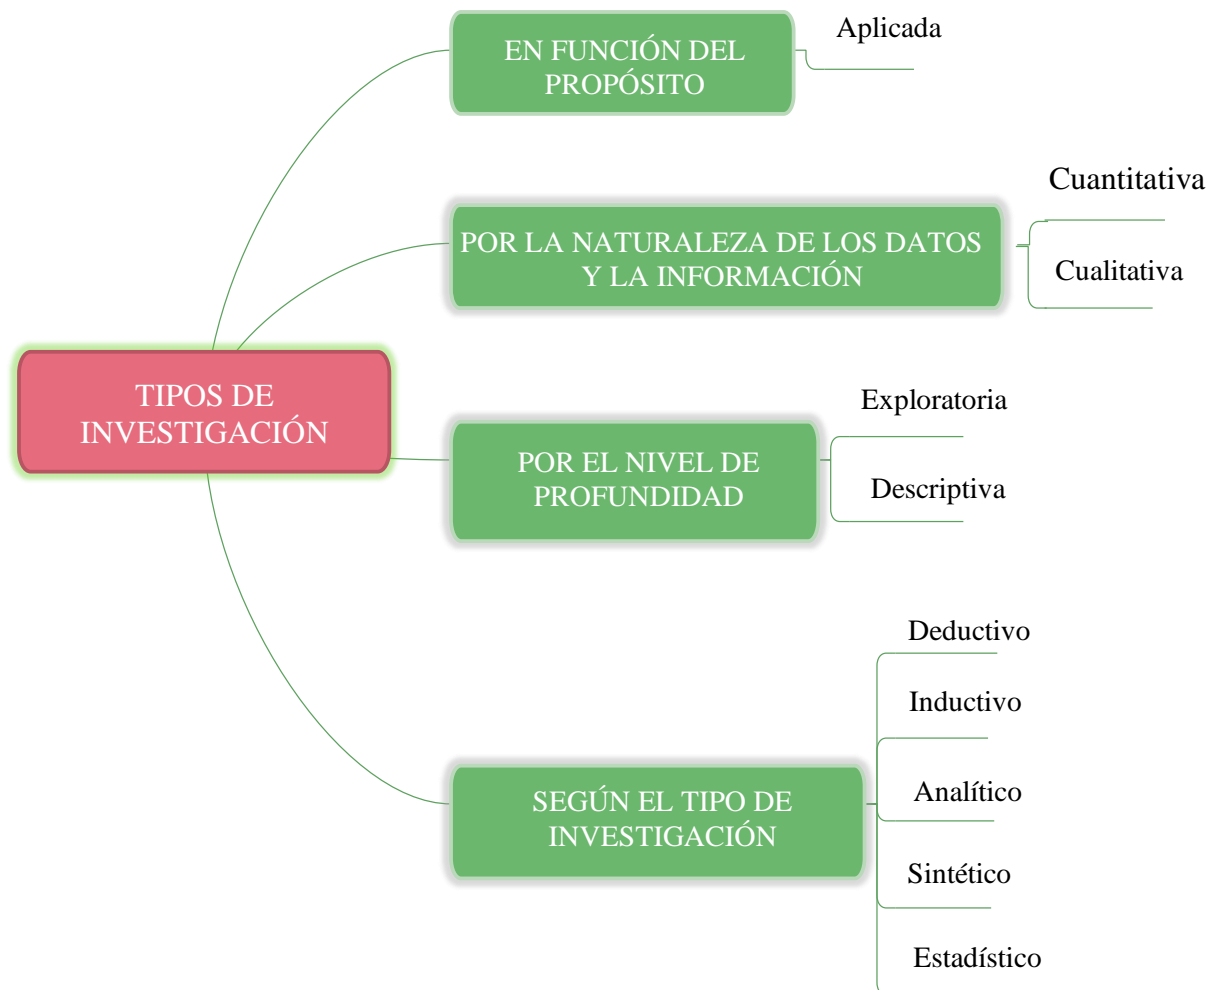 TIPOS DE
INVESTIGACIÓN
EN FUNCIÓN DEL
PROPÓSITO
Aplicada
POR LA NATURALEZA DE LOS DATOS
Y LA INFORMACIÓN
Cuantitativa
Cualitativa
POR EL NIVEL DE
PROFUNDIDAD
Exploratoria
Descriptiva
SEGÚN EL TIPO DE
INVESTIGACIÓN
Deductivo
Inductivo
Analítico
Sintético
Estadístico